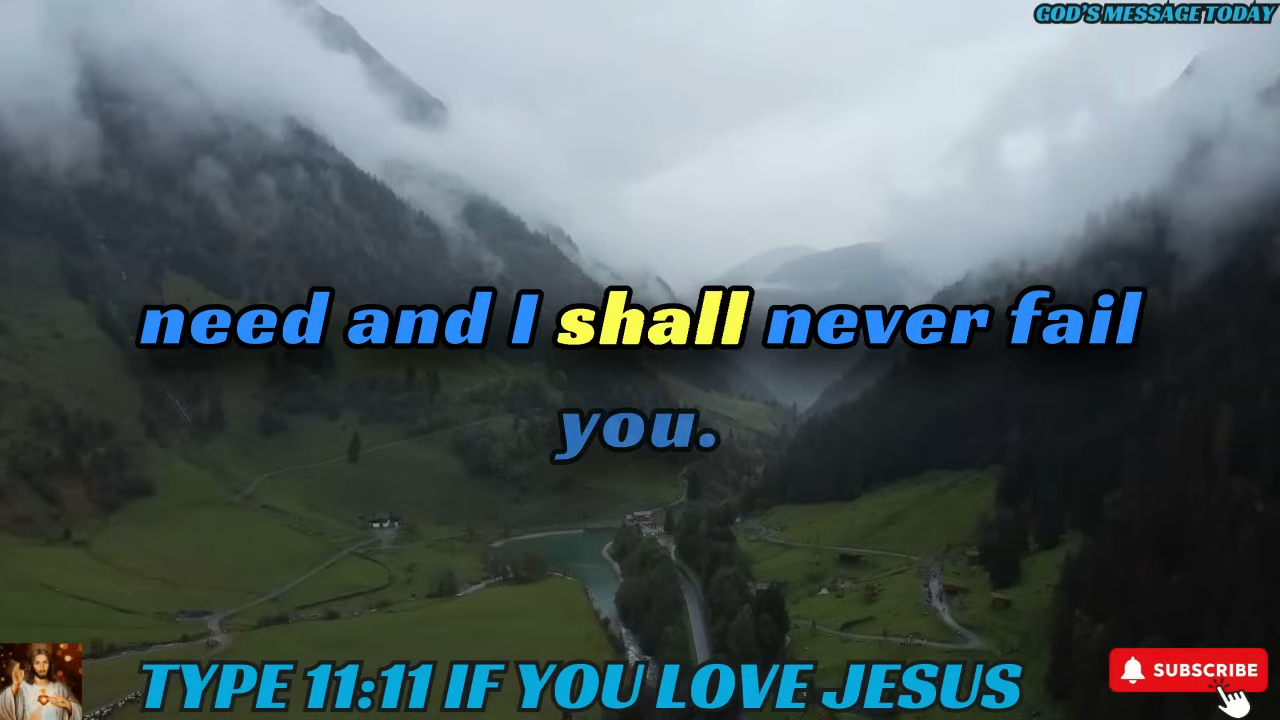 GOD'S MESSAGE TODAY
need and I shall never fail
you.
TYPE 11:11 IF YOU LOVE JESUS
SUBSCRIBE